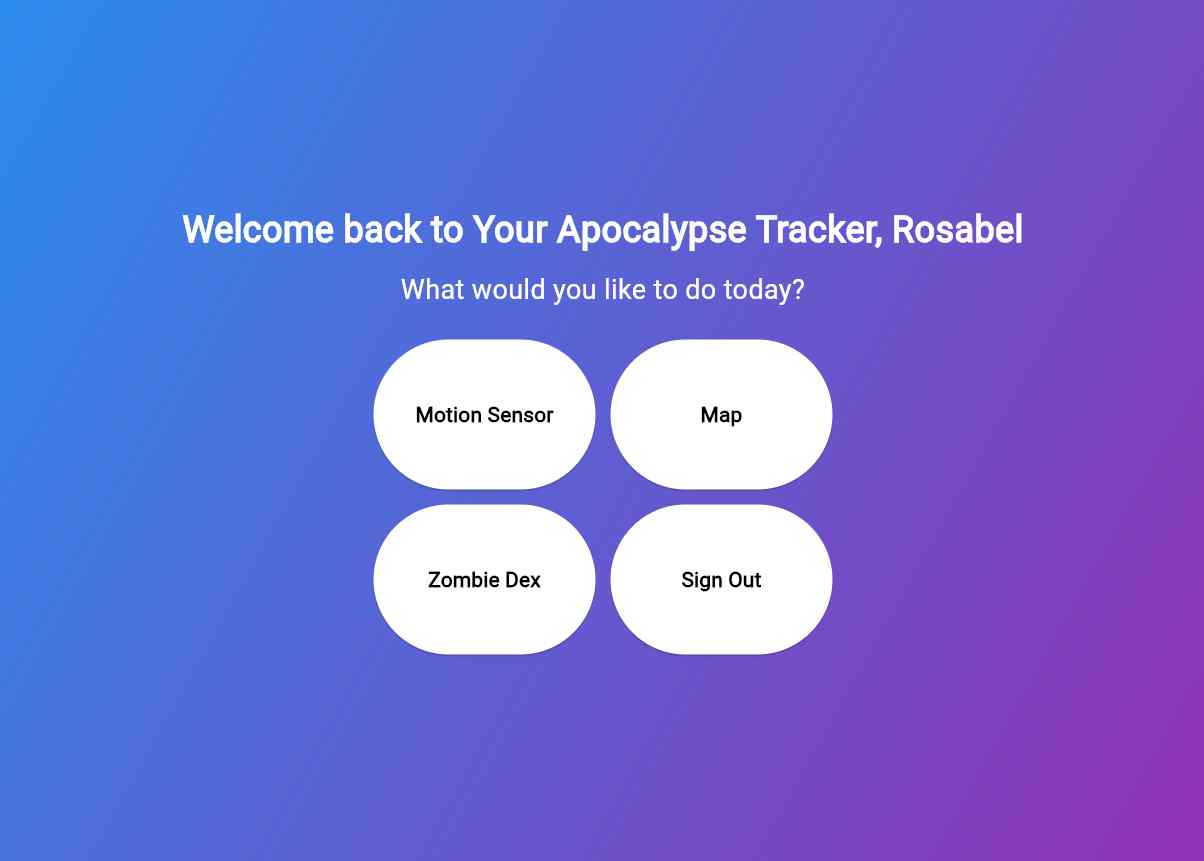 Welcome back to Your Apocalypse Tracker, Rosabel
What would you like to do today?
Motion Sensor
Map
Zombie Dex
Sign Out